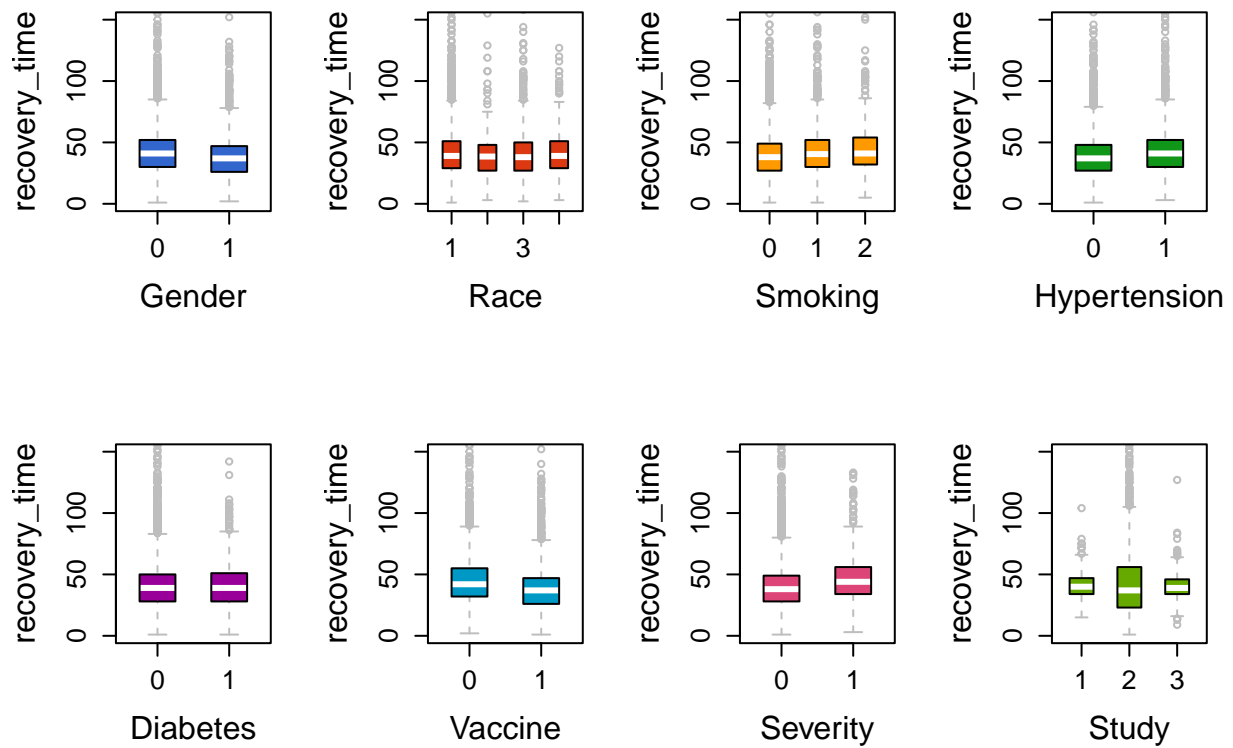 recovery_time
0 50 100
0 1
Gender
recovery_time
0 50 100
1 3
Race
recovery_time
0 50 100
0 1 2
Smoking
recovery_time
0 50 100
0 1
Hypertension
recovery_time
0 50 100
0 1
Diabetes
recovery_time
0 50 100
0 1
Vaccine
recovery_time
0 50 100
0 1
Severity
recovery_time
0 50 100
1 2 3
Study